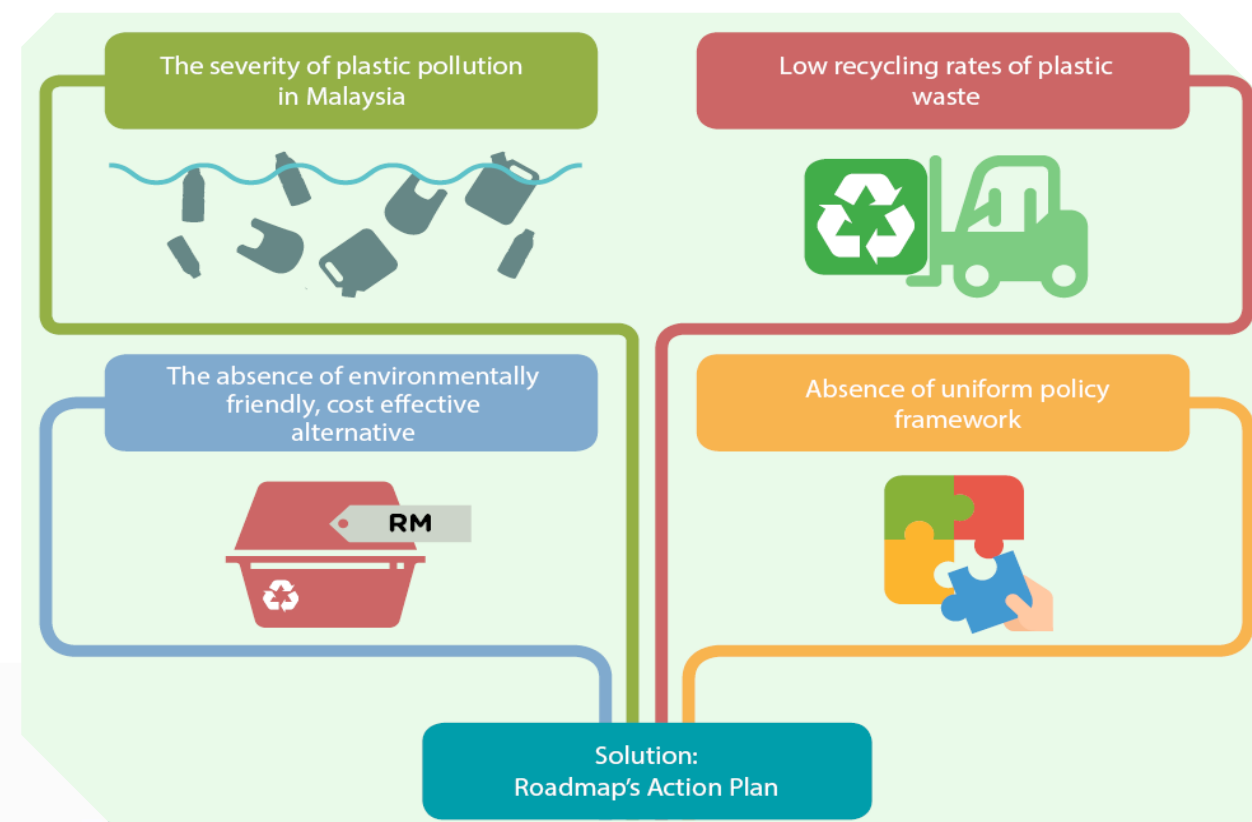 The severity of plastic pollution
in Malaysia
Low recycling rates of plastic
waste
The absence of environmentally
friendly, cost effective
alternative
RM
Absence of uniform policy
framework
Solution:
Roadmap's Action Plan